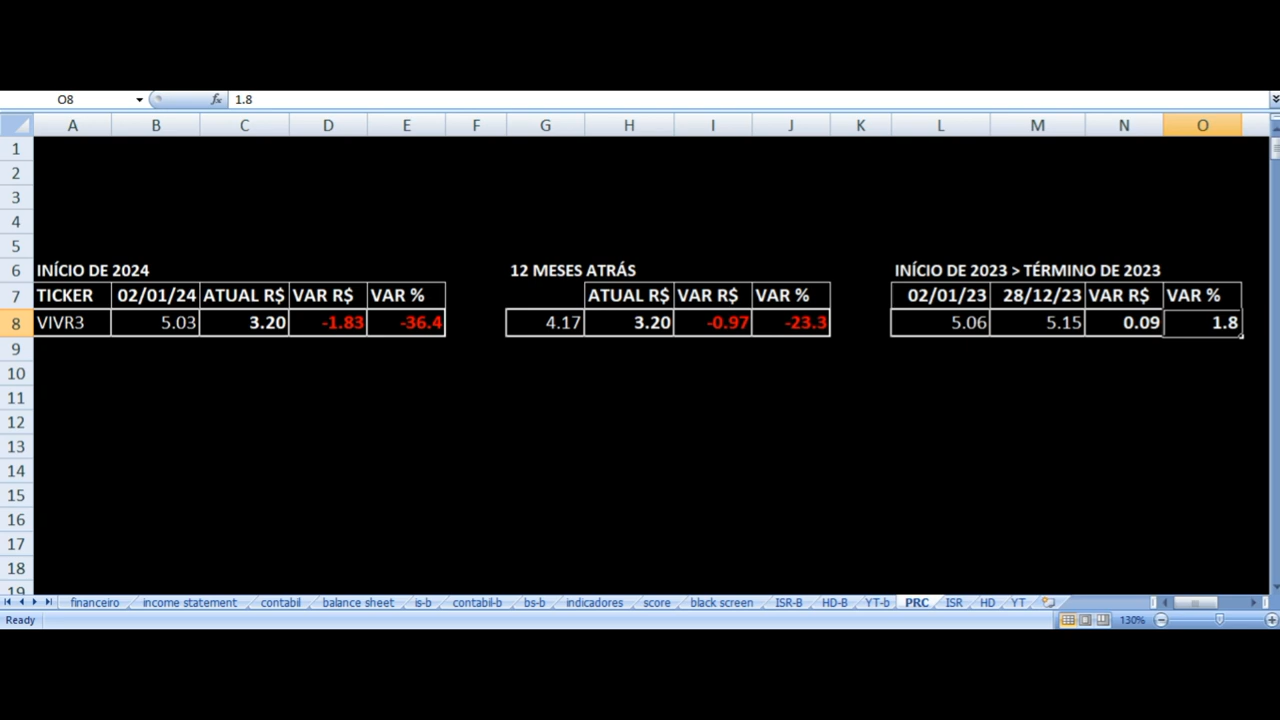 O8 fx 1.8
A B C D E F G H I J K L M N O
1
2
3
4
5
6 INÍCIO DE 2024 12 MESES ATRÁS INÍCIO DE 2023 > TÉRMINO DE 2023
7 TICKER 02/01/24 ATUAL R$ VAR R$ VAR % ATUAL R$ VAR R$ VAR % 02/01/23 28/12/23 VAR R$ VAR %
8 VIVR3 5.03 3.20 -1.83 -36.4 4.17 3.20 -0.97 -23.3 5.06 5.15 0.09 1.8
9
10
11
12
13
14
15
16
17
18
19
financeiro income statement contabil balance sheet is-b contabil-b bs-b indicadores score black screen ISR-B HD-B YT-b PRC ISR HD YT
Ready 130%